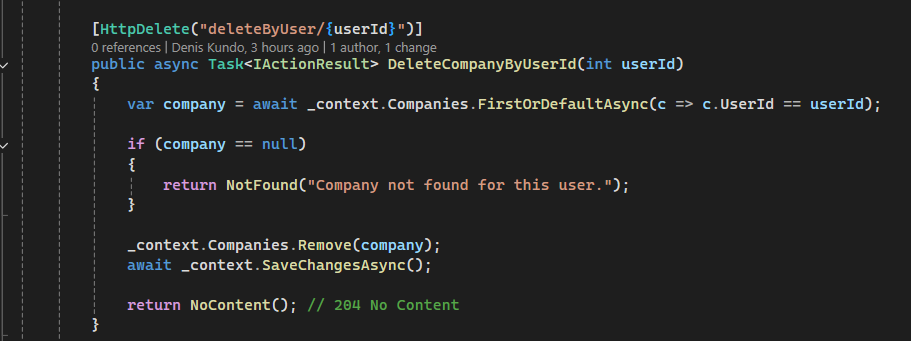 [HttpDelete("deleteByUser/{userId}")]
0 references | Denis Kundo, 3 hours ago | 1 author, 1 change
public async Task<IActionResult> DeleteCompanyByUserId(int userId)
{
    var company = await _context.Companies.FirstOrDefaultAsync(c => c.UserId == userId);

    if (company == null)
    {
        return NotFound("Company not found for this user.");
    }

    _context.Companies.Remove(company);
    await _context.SaveChangesAsync();

    return NoContent(); // 204 No Content
}